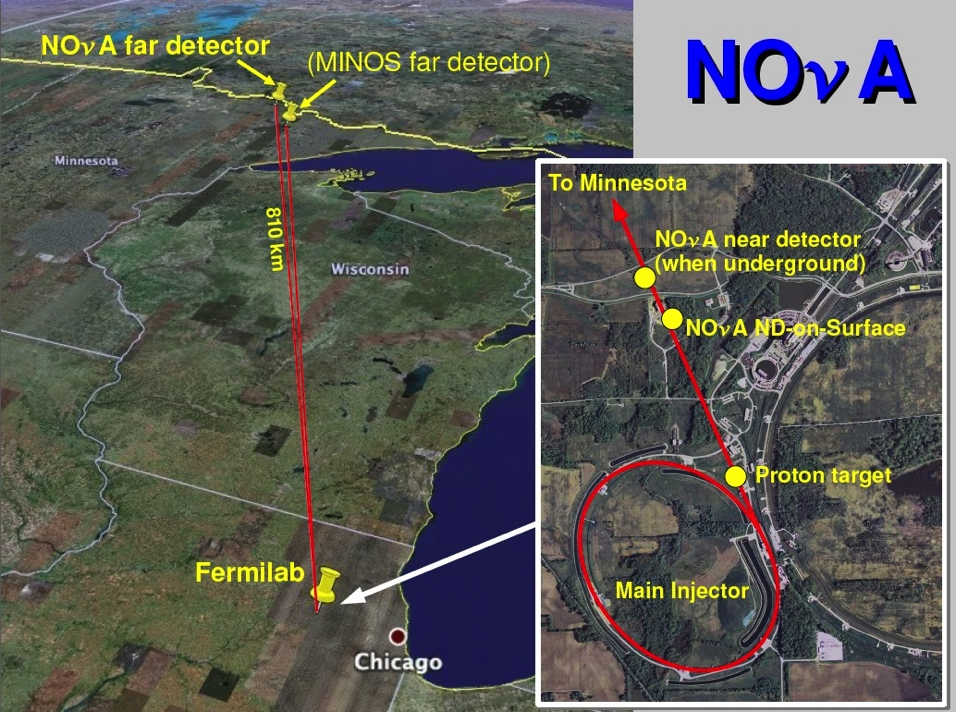 NOνA far detector
(MINOS far detector)
Minnesota
810 km
Wisconsin
Fermilab
Chicago
NOνA
To Minnesota
NOνA near detector
(when underground)
NOνA ND-on-Surface
Proton target
Main Injector